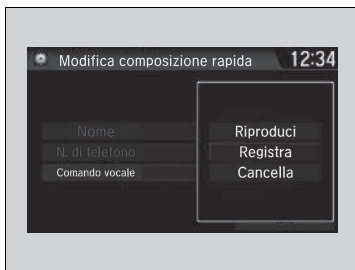 Modifica composizione rapida 12:34
Nome
N. di telefono
Comando vocale
Riproduci
Registra
Cancella